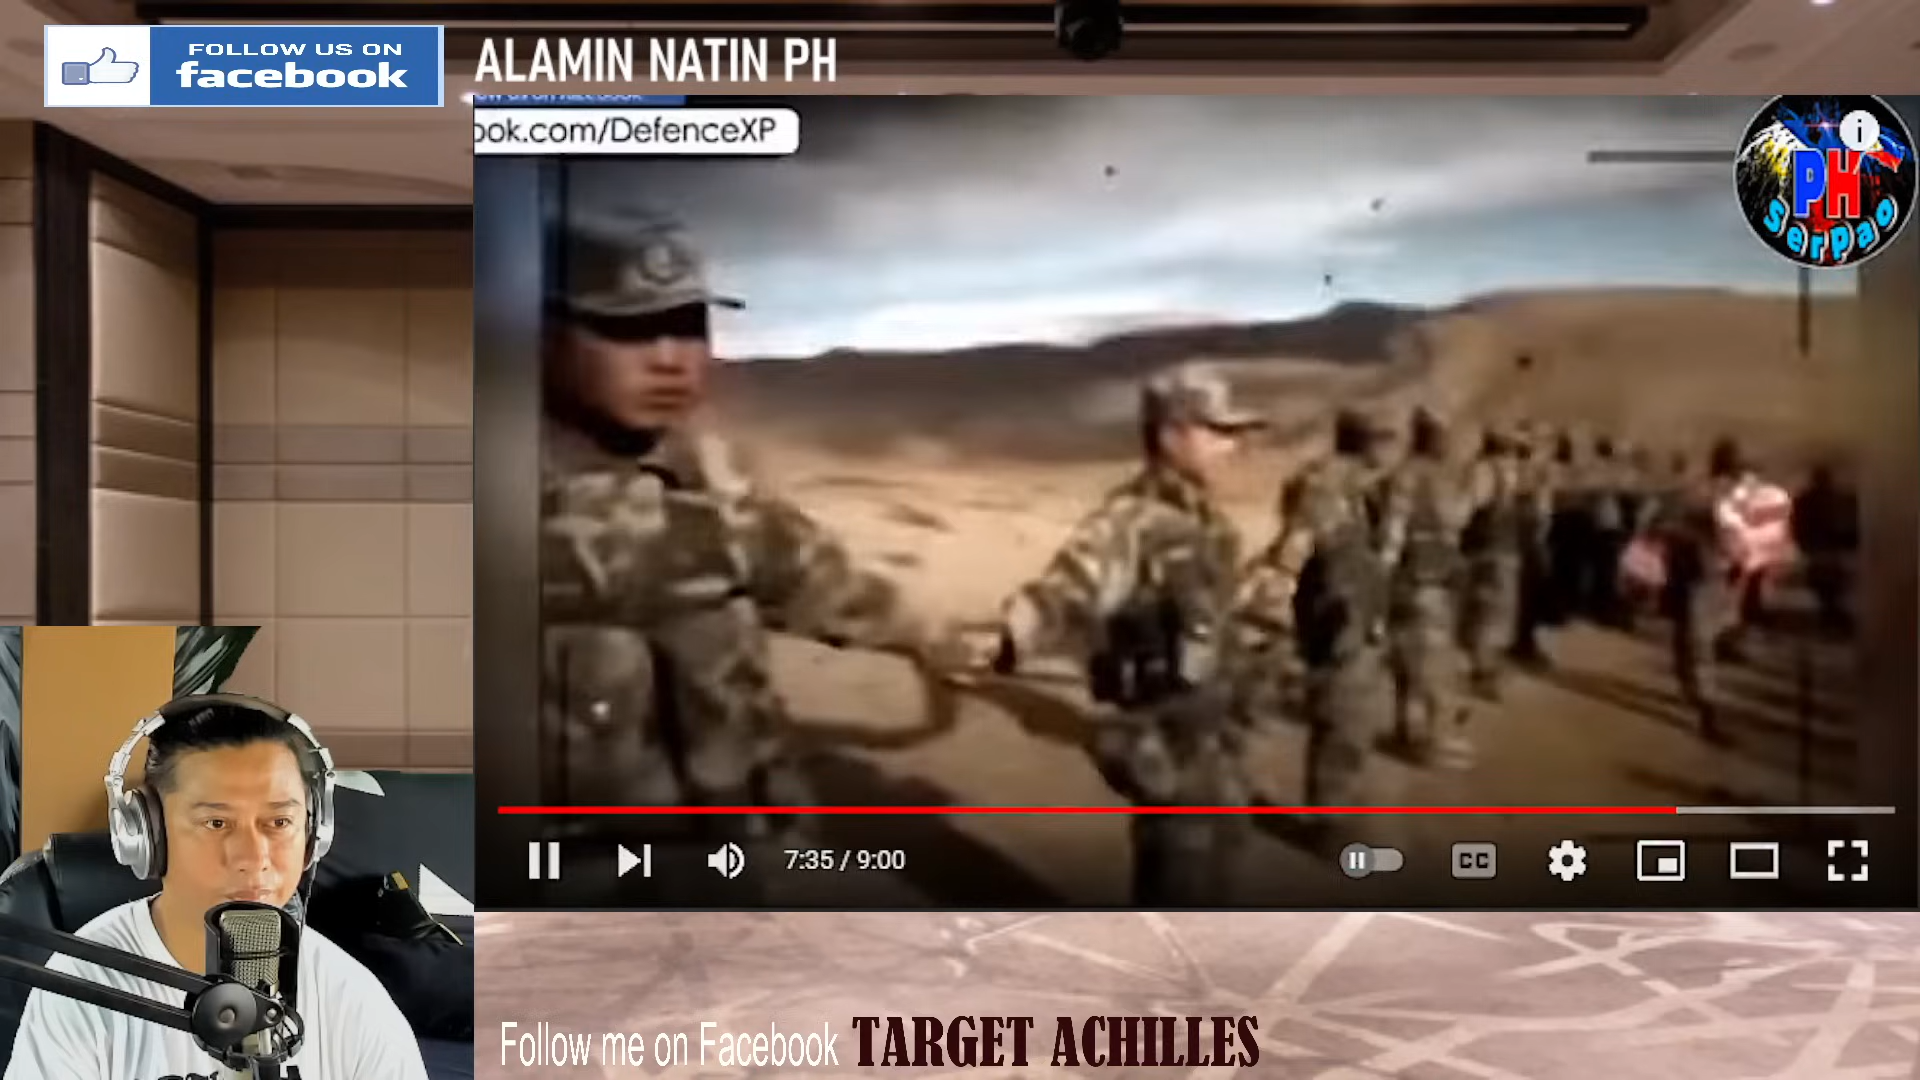 FOLLOW US ON
facebook
ALAMIN NATIN PH
ook.com/DefenceXP
i
PH
Serpao
7:35 / 9:00
CC
Follow me on Facebook TARGET ACHILLES